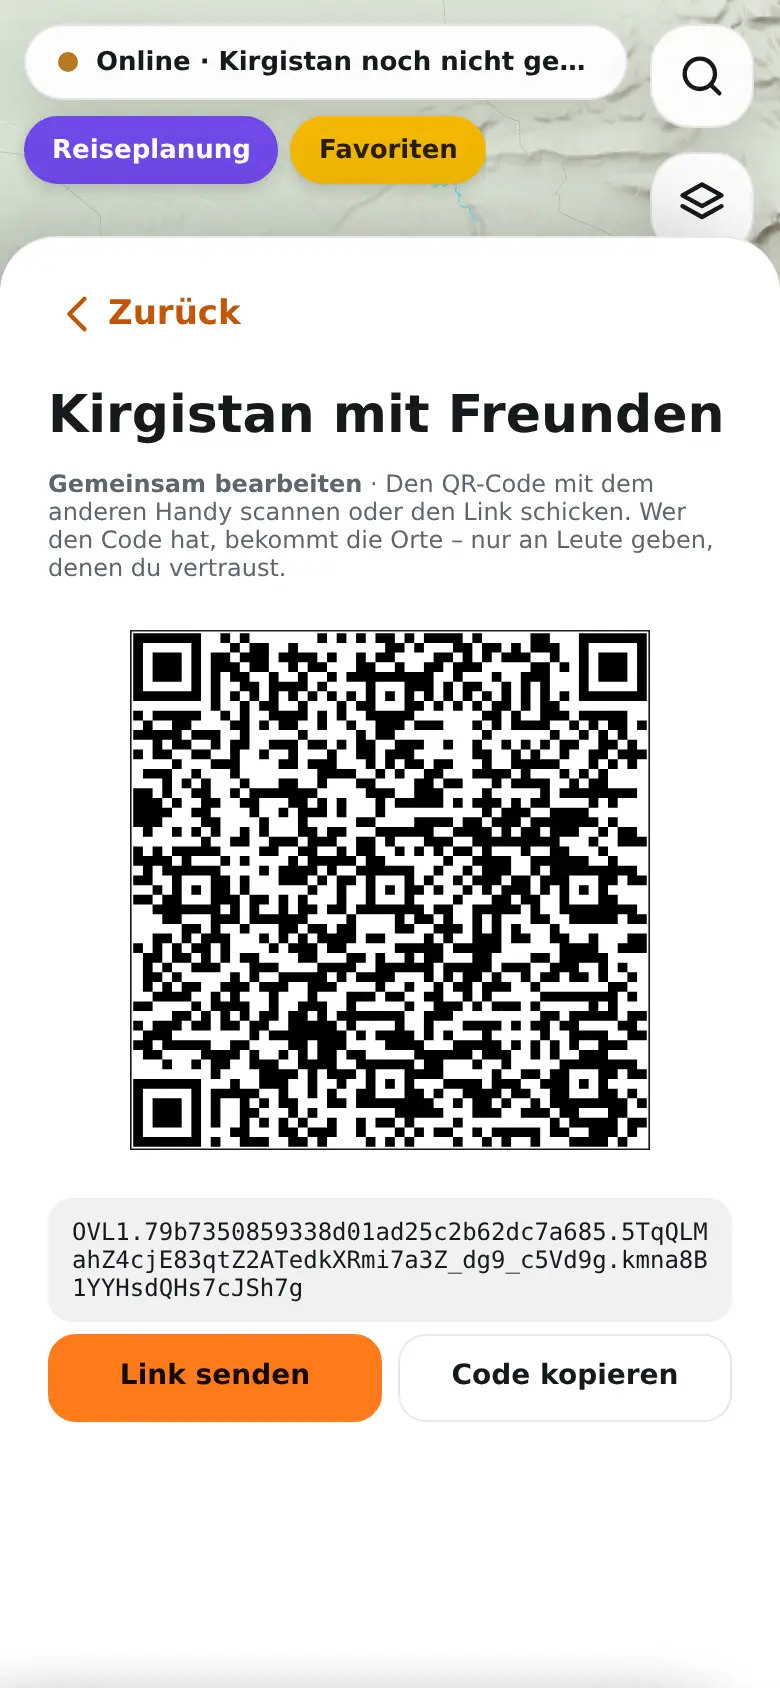 Online · Kirgistan noch nicht ge…
Reiseplanung
Favoriten
Zurück
Kirgistan mit Freunden
Gemeinsam bearbeiten · Den QR-Code mit dem
anderen Handy scannen oder den Link schicken. Wer
den Code hat, bekommt die Orte – nur an Leute geben,
denen du vertraust.
OVL1.79b7350859338d01ad25c2b62dc7a685.5TqQLM
ahZ4cjE83qtZ2ATedkXRmi7a3Z_dg9_c5Vd9g.kmna8B
1YYHsdQHs7cJSh7g
Link senden
Code kopieren